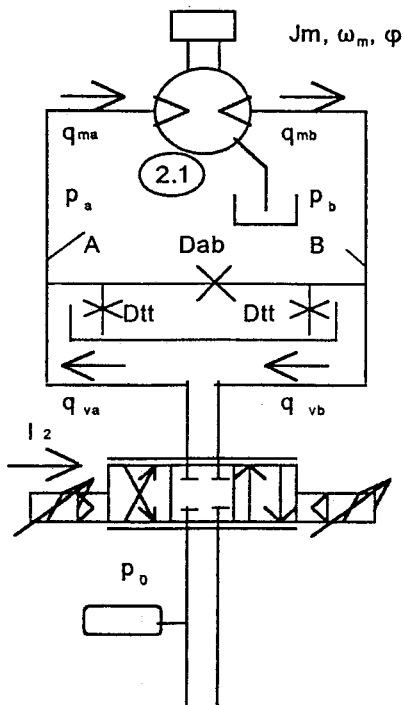 Jm, ωm, φ
qma qmb
2.1
pa pb
A Dab B
Dtt Dtt
qva qvb
I2
p0